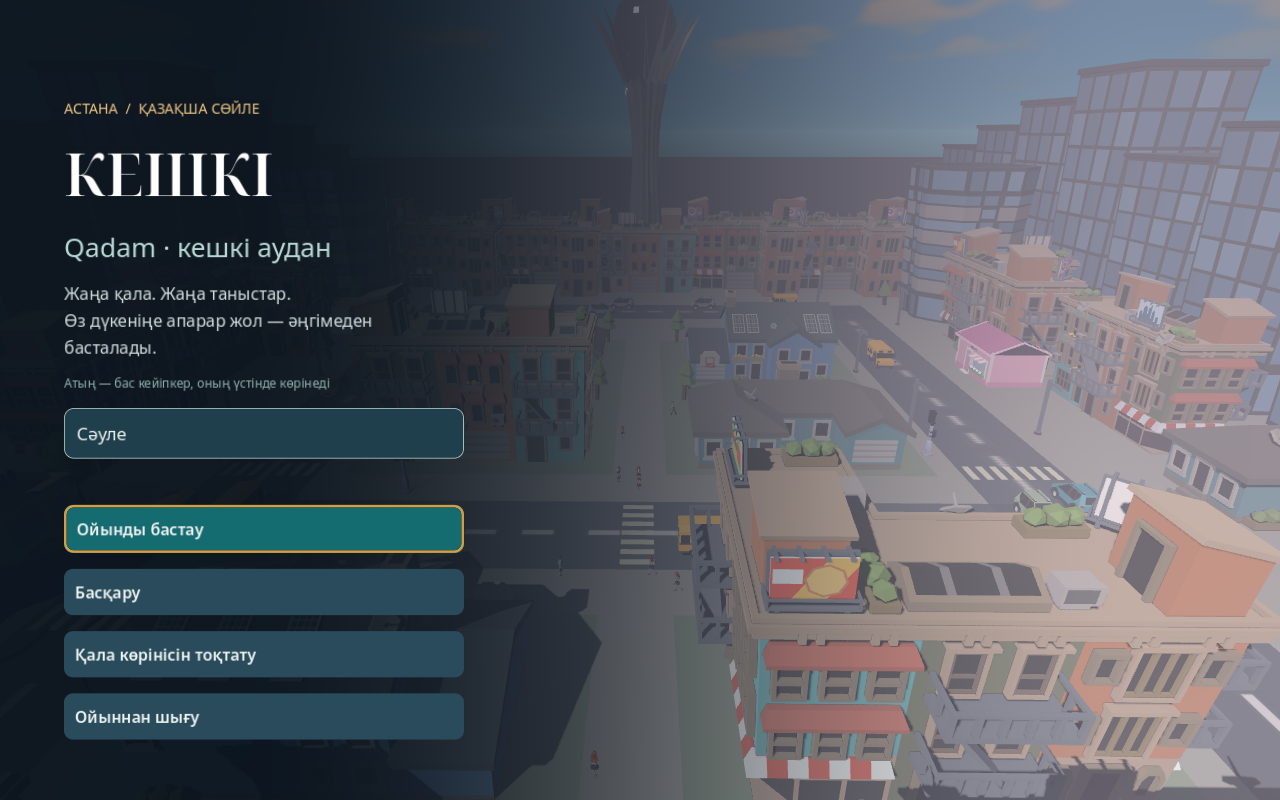 АСТАНА / ҚАЗАҚША СӨЙЛЕ
КЕШКІ
Qadam · кешкі аудан
Жаңа қала. Жаңа таныстар.
Өз дүкеніңе апарар жол — әңгімеден
басталады.
Атың — бас кейіпкер, оның үстінде көрінеді
Сәуле
Ойынды бастау
Басқару
Қала көрінісін тоқтату
Ойыннан шығу